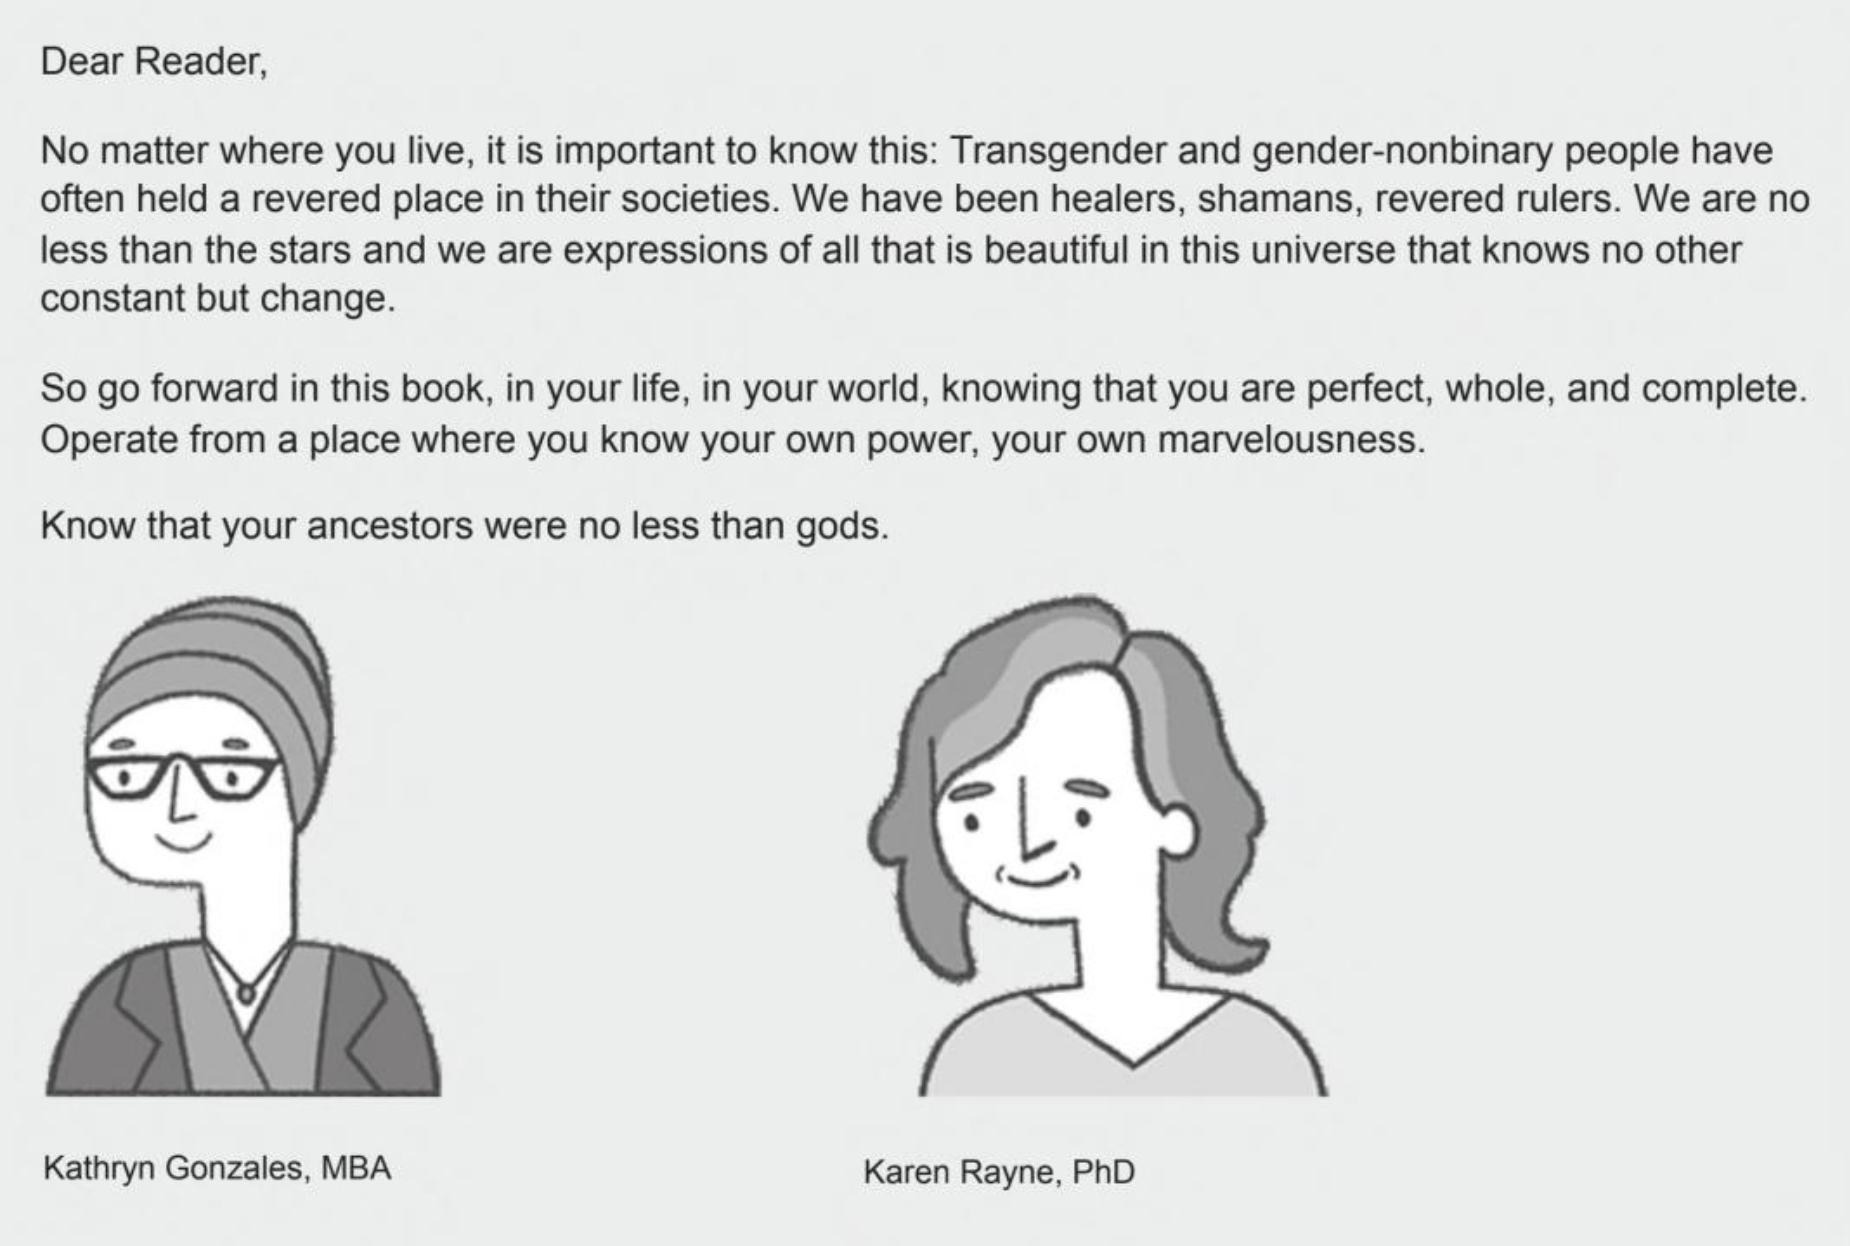 Dear Reader,
No matter where you live, it is important to know this: Transgender and gender-nonbinary people have
often held a revered place in their societies. We have been healers, shamans, revered rulers. We are no
less than the stars and we are expressions of all that is beautiful in this universe that knows no other
constant but change.
So go forward in this book, in your life, in your world, knowing that you are perfect, whole, and complete.
Operate from a place where you know your own power, your own marvelousness.
Know that your ancestors were no less than gods.
Kathryn Gonzales, MBA
Karen Rayne, PhD